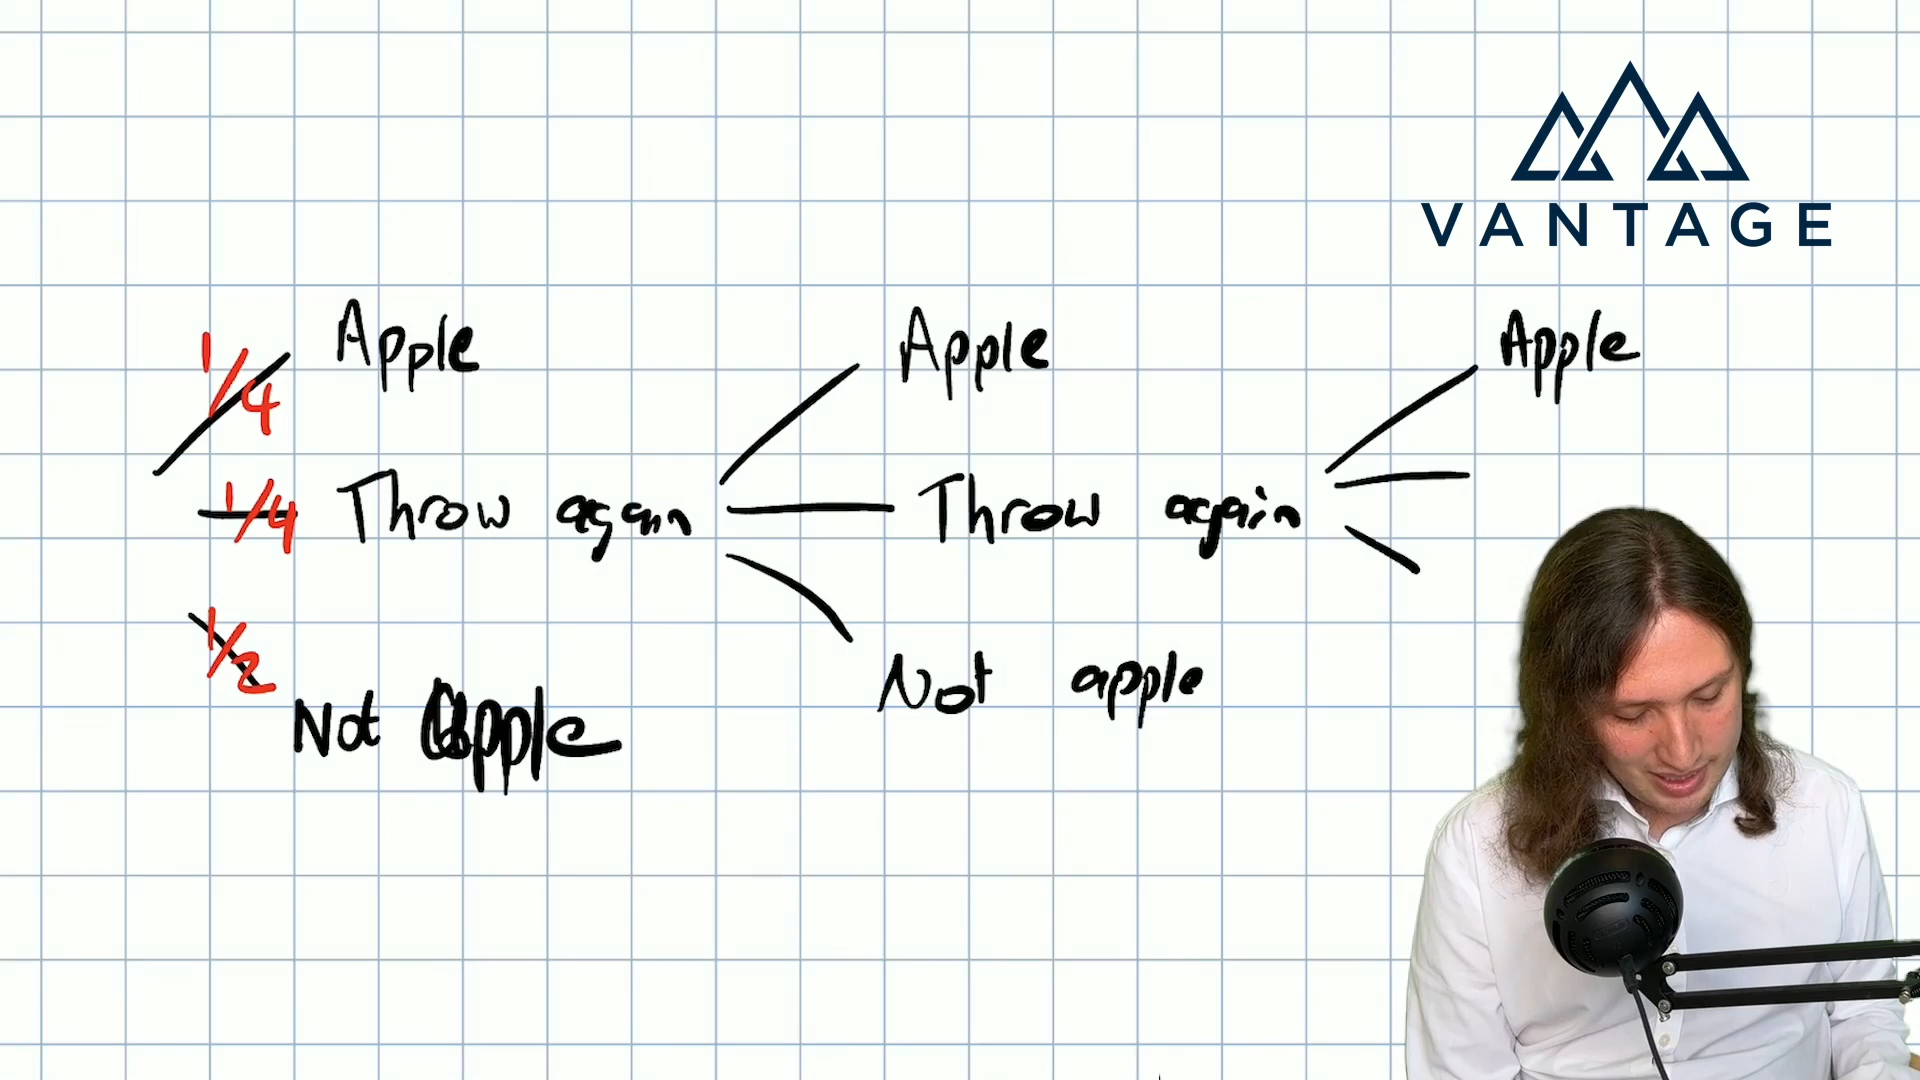 VANTAGE
1/4 Apple Apple Apple
1/4 Throw again Throw again
1/2
Not apple Not apple